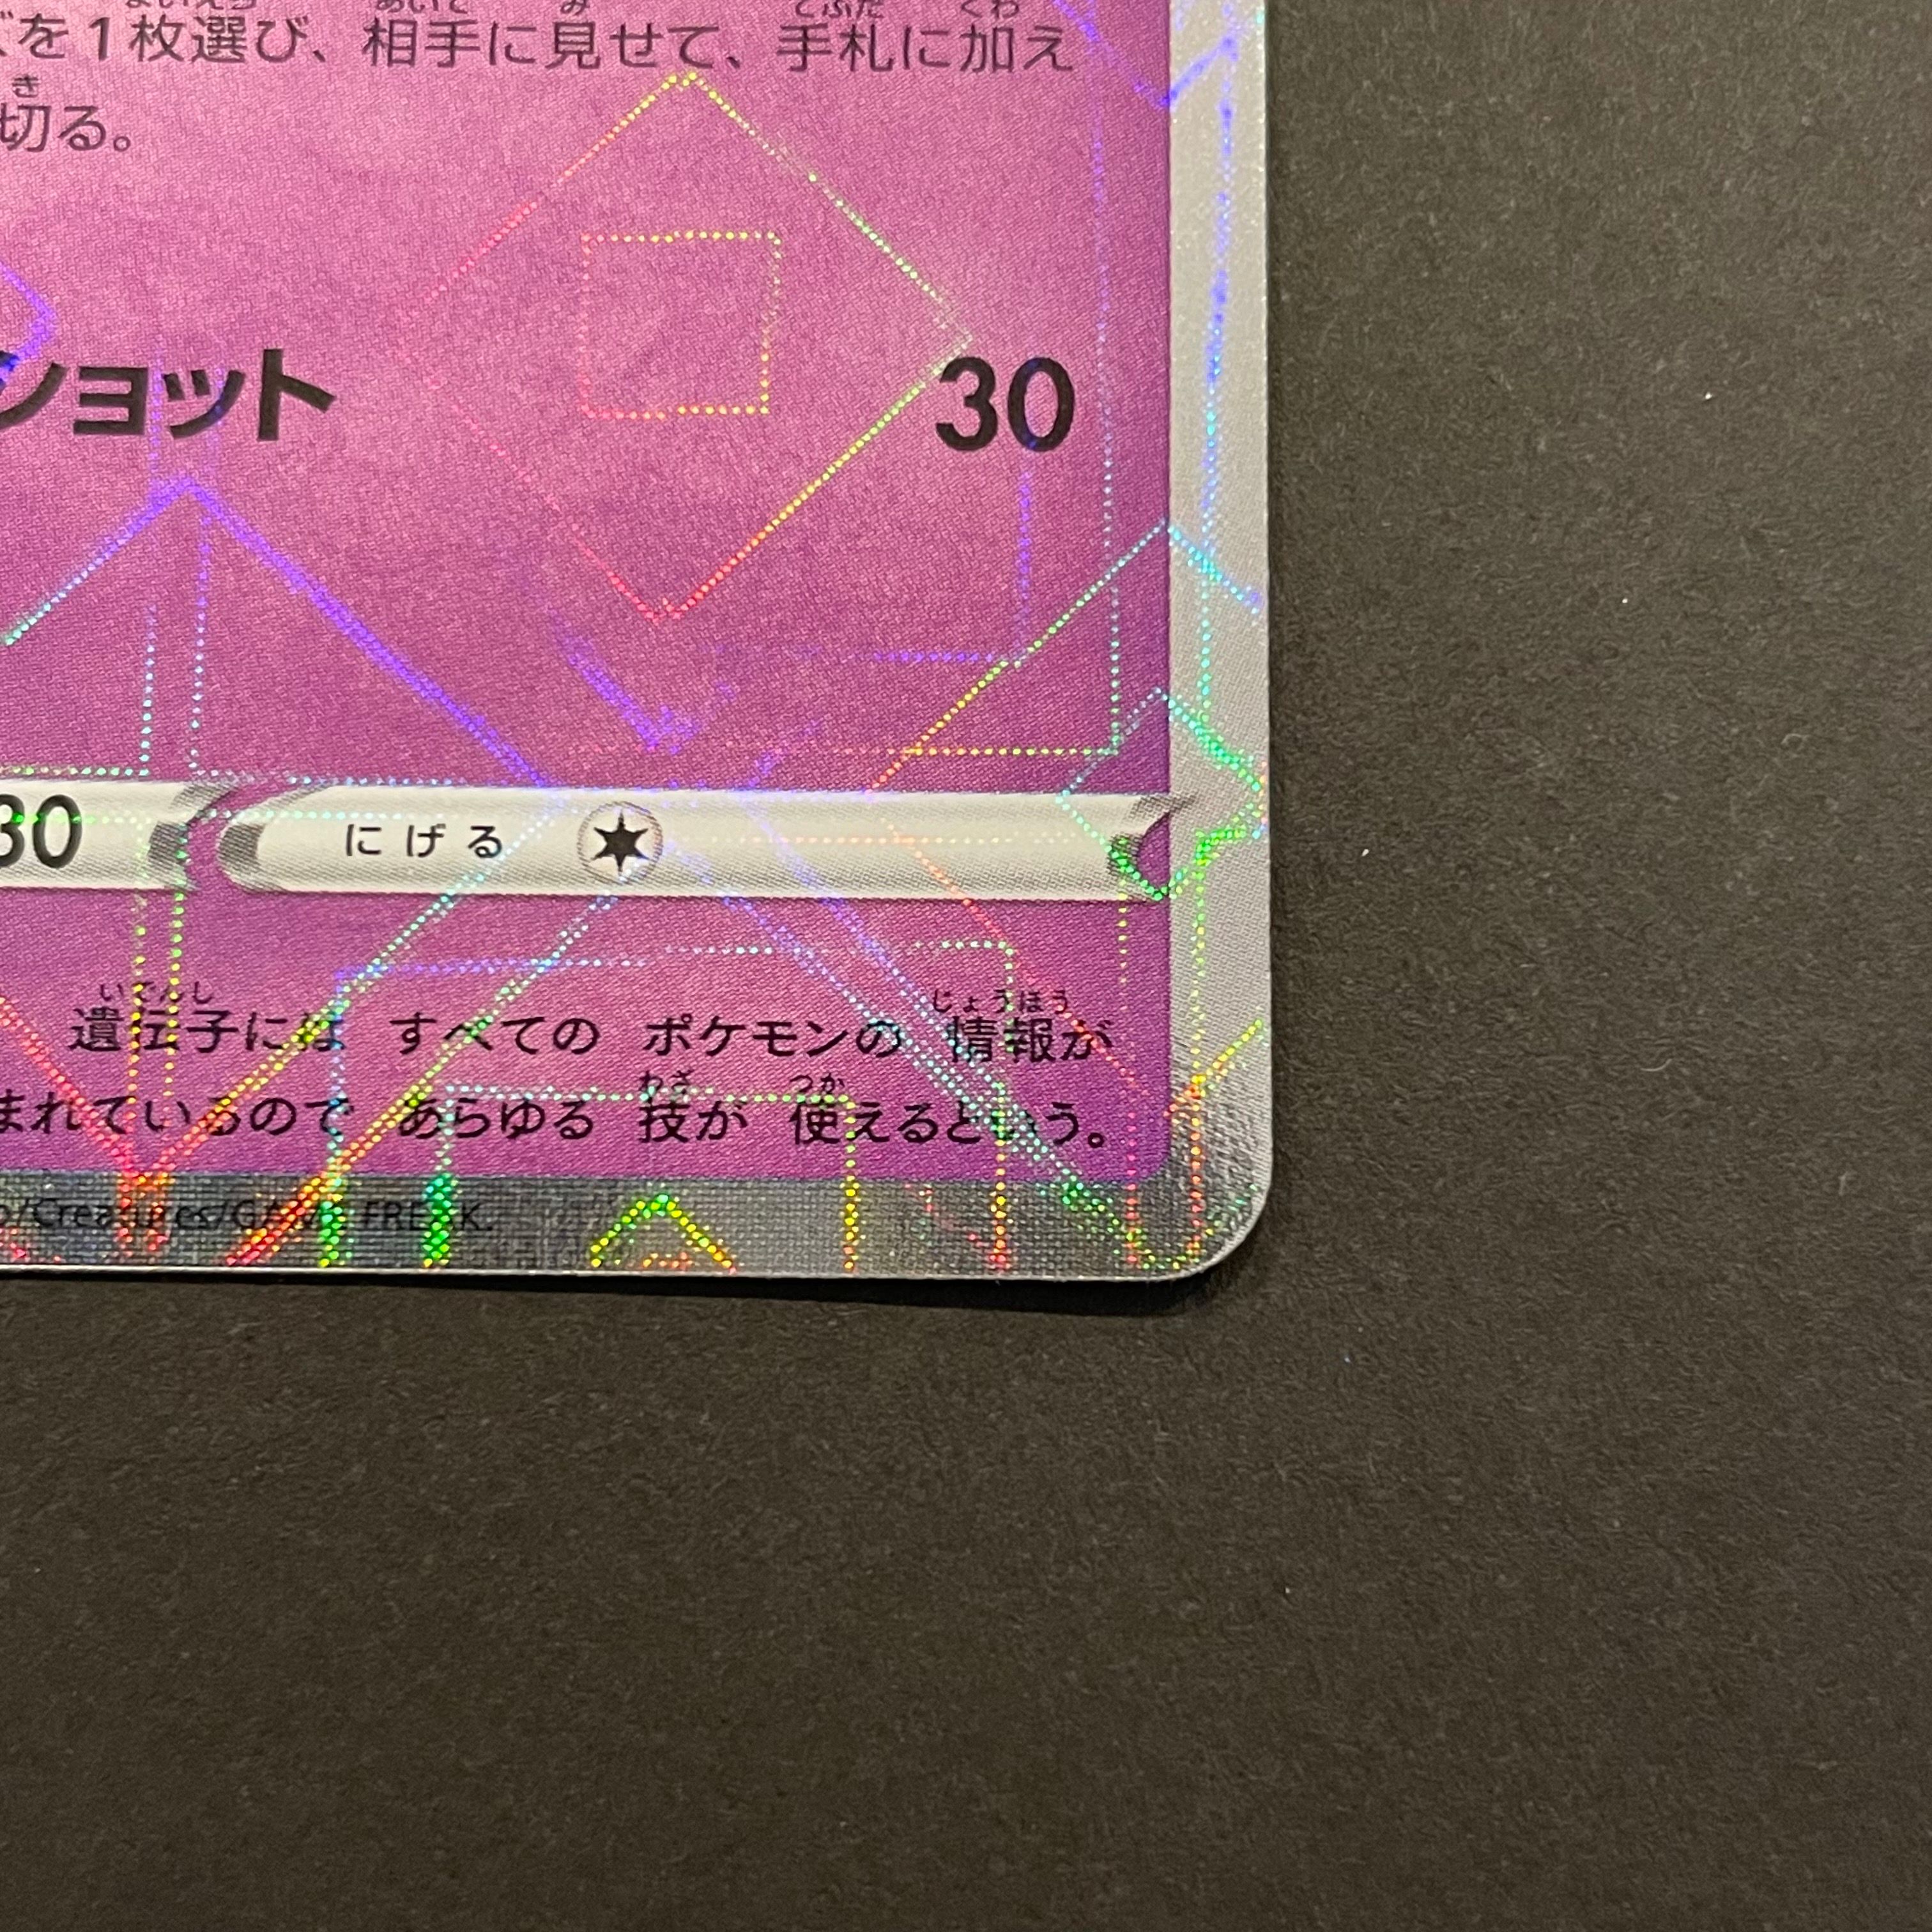 を1枚選び、相手に見せて、手札に加え
切る。
ショット 30
30 にげる
遺伝子には すべての ポケモンの 情報が
まれているので あらゆる 技が 使えるという。
/Creatures/GAME FREAK.